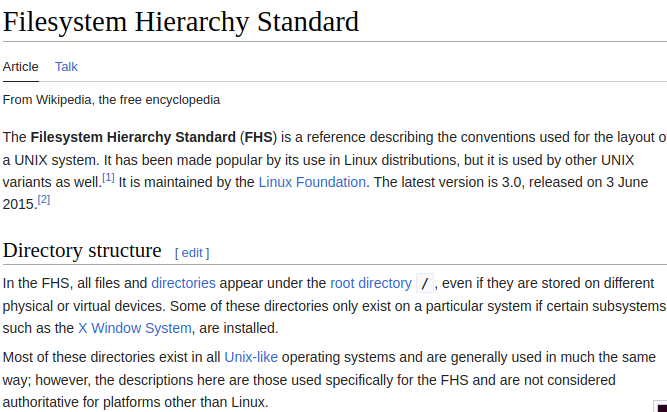 Filesystem Hierarchy Standard
Article Talk
From Wikipedia, the free encyclopedia
The Filesystem Hierarchy Standard (FHS) is a reference describing the conventions used for the layout of
a UNIX system. It has been made popular by its use in Linux distributions, but it is used by other UNIX
variants as well.[1] It is maintained by the Linux Foundation. The latest version is 3.0, released on 3 June
2015.[2]
Directory structure [ edit ]
In the FHS, all files and directories appear under the root directory /, even if they are stored on different
physical or virtual devices. Some of these directories only exist on a particular system if certain subsystems,
such as the X Window System, are installed.
Most of these directories exist in all Unix-like operating systems and are generally used in much the same
way; however, the descriptions here are those used specifically for the FHS and are not considered
authoritative for platforms other than Linux.